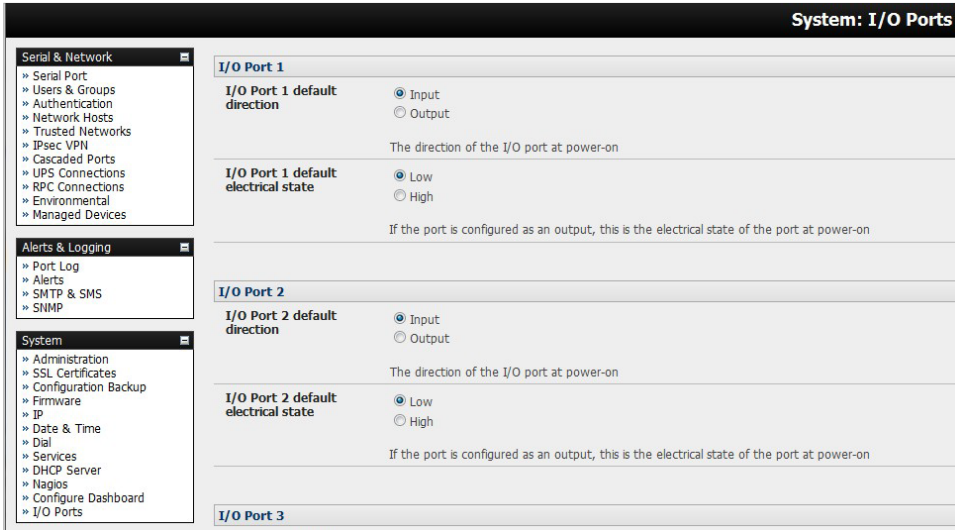 System: I/O Ports
Serial & Network
» Serial Port
» Users & Groups
» Authentication
» Network Hosts
» Trusted Networks
» IPsec VPN
» Cascaded Ports
» UPS Connections
» RPC Connections
» Environmental
» Managed Devices
Alerts & Logging
» Port Log
» Alerts
» SMTP & SMS
» SNMP
System
» Administration
» SSL Certificates
» Configuration Backup
» Firmware
» IP
» Date & Time
» Dial
» Services
» DHCP Server
» Nagios
» Configure Dashboard
» I/O Ports
I/O Port 1
I/O Port 1 default
direction
Input
Output
The direction of the I/O port at power-on
I/O Port 1 default
electrical state
Low
High
If the port is configured as an output, this is the electrical state of the port at power-on
I/O Port 2
I/O Port 2 default
direction
Input
Output
The direction of the I/O port at power-on
I/O Port 2 default
electrical state
Low
High
If the port is configured as an output, this is the electrical state of the port at power-on
I/O Port 3